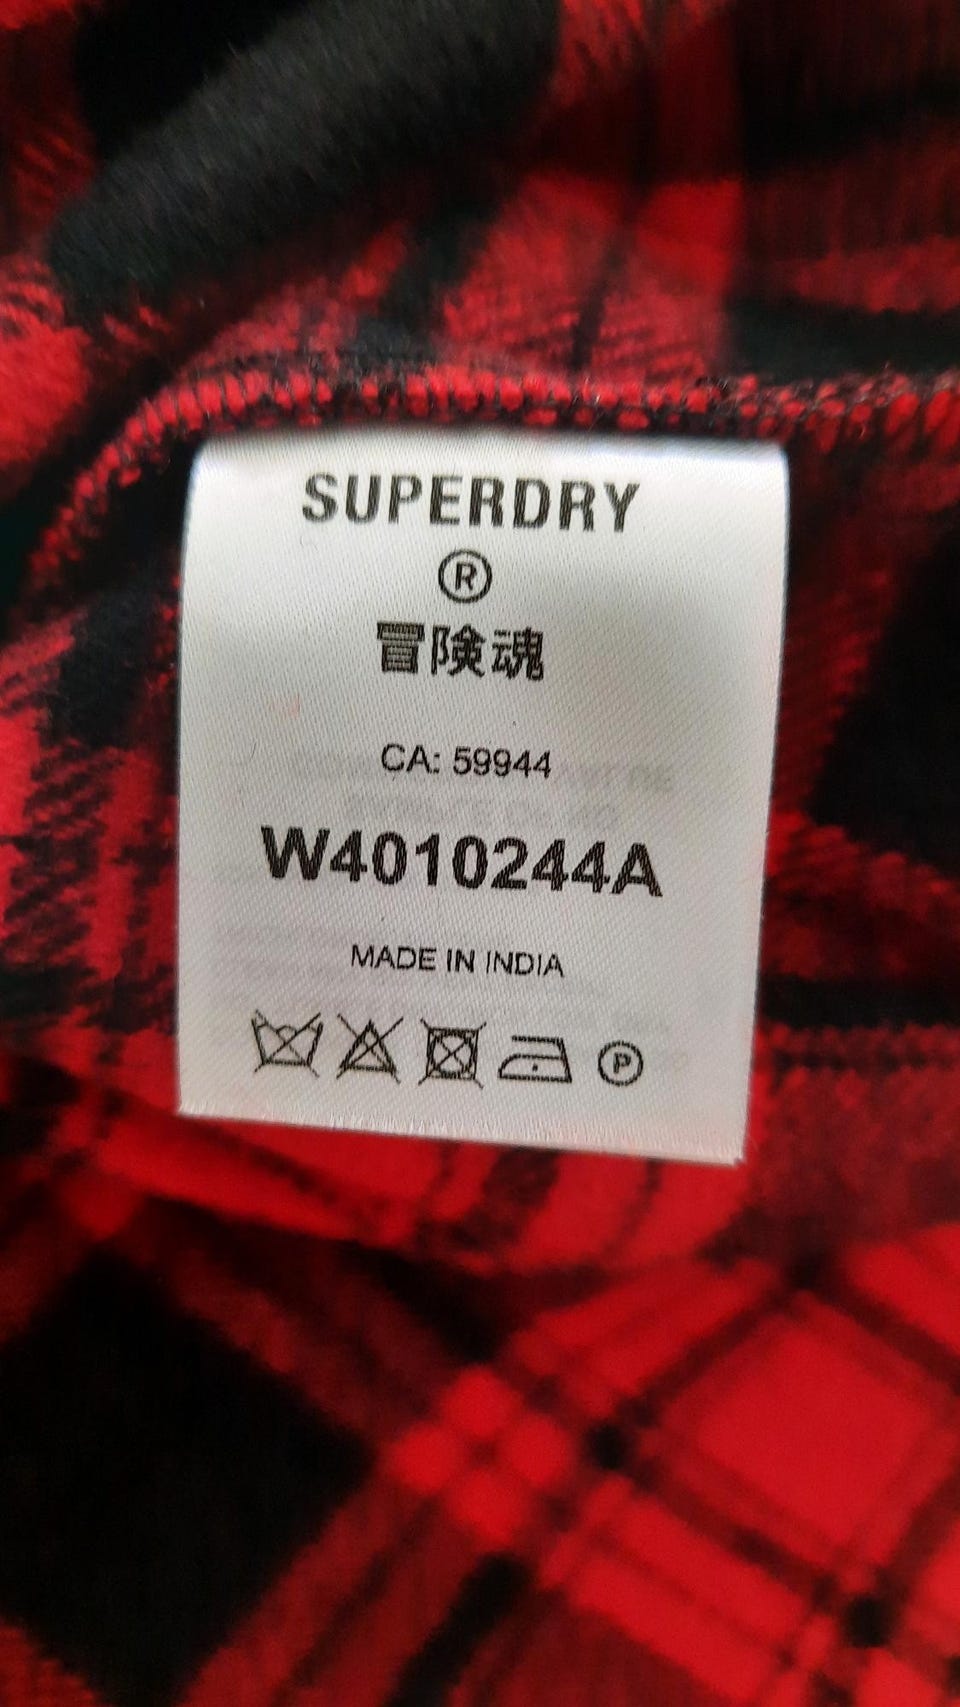 SUPERDRY
®
冒険魂
CA: 59944
W4010244A
MADE IN INDIA
P